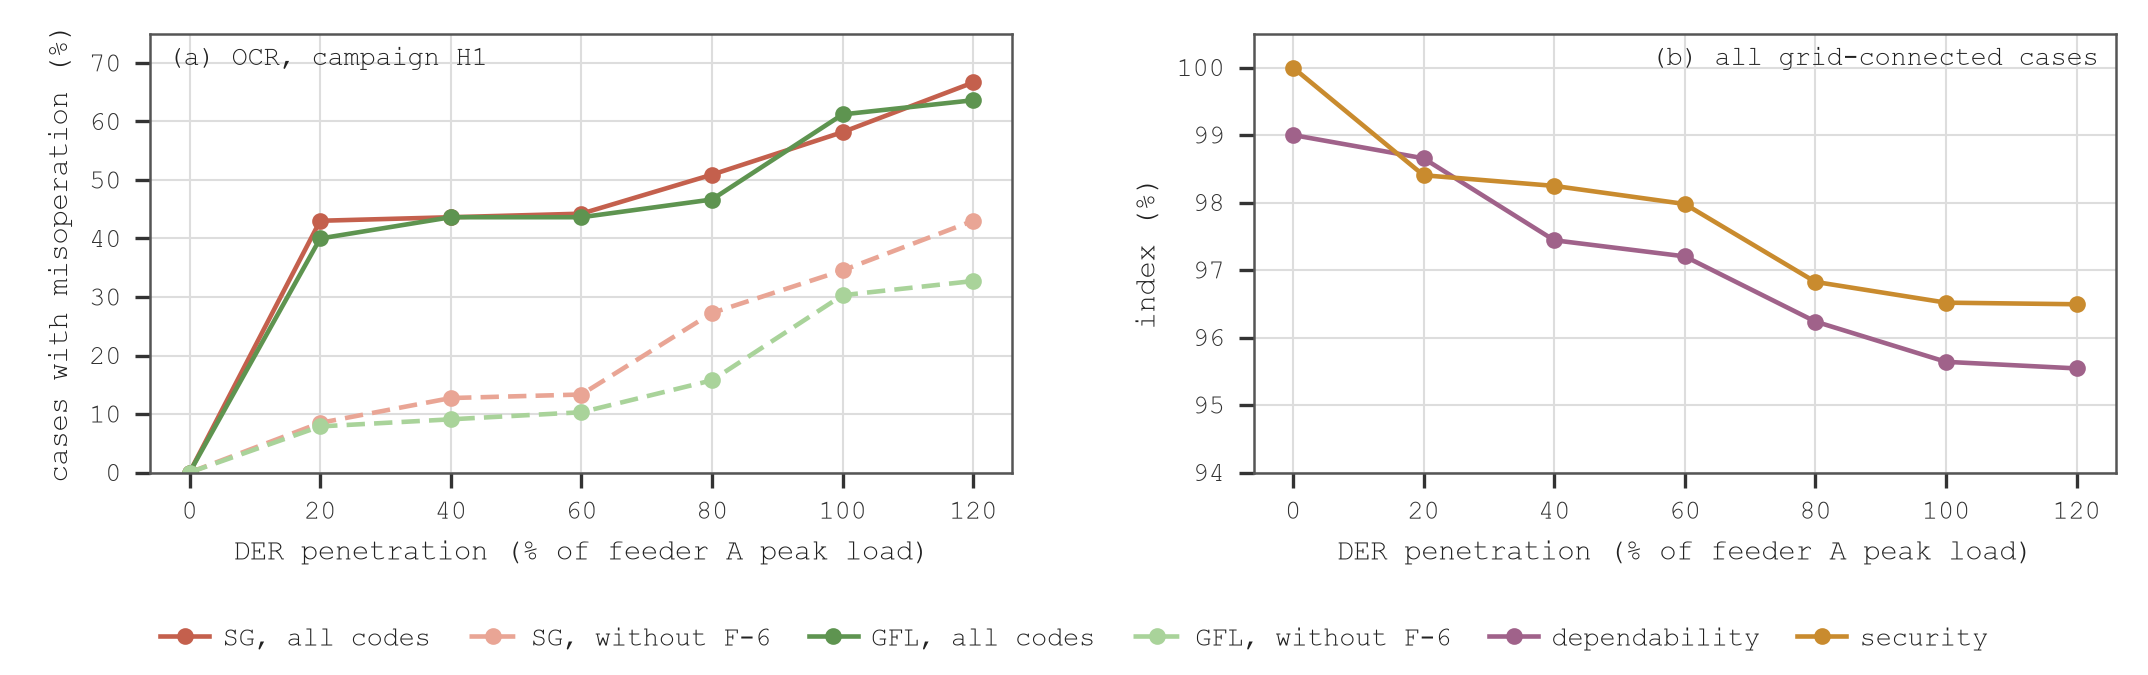 (a) OCR, campaign H1
cases with misoperation (%)
70
60
50
40
30
20
10
0
0 20 40 60 80 100 120
DER penetration (% of feeder A peak load)
(b) all grid-connected cases
index (%)
100
99
98
97
96
95
94
0 20 40 60 80 100 120
DER penetration (% of feeder A peak load)
SG, all codes SG, without F-6 GFL, all codes GFL, without F-6 dependability security